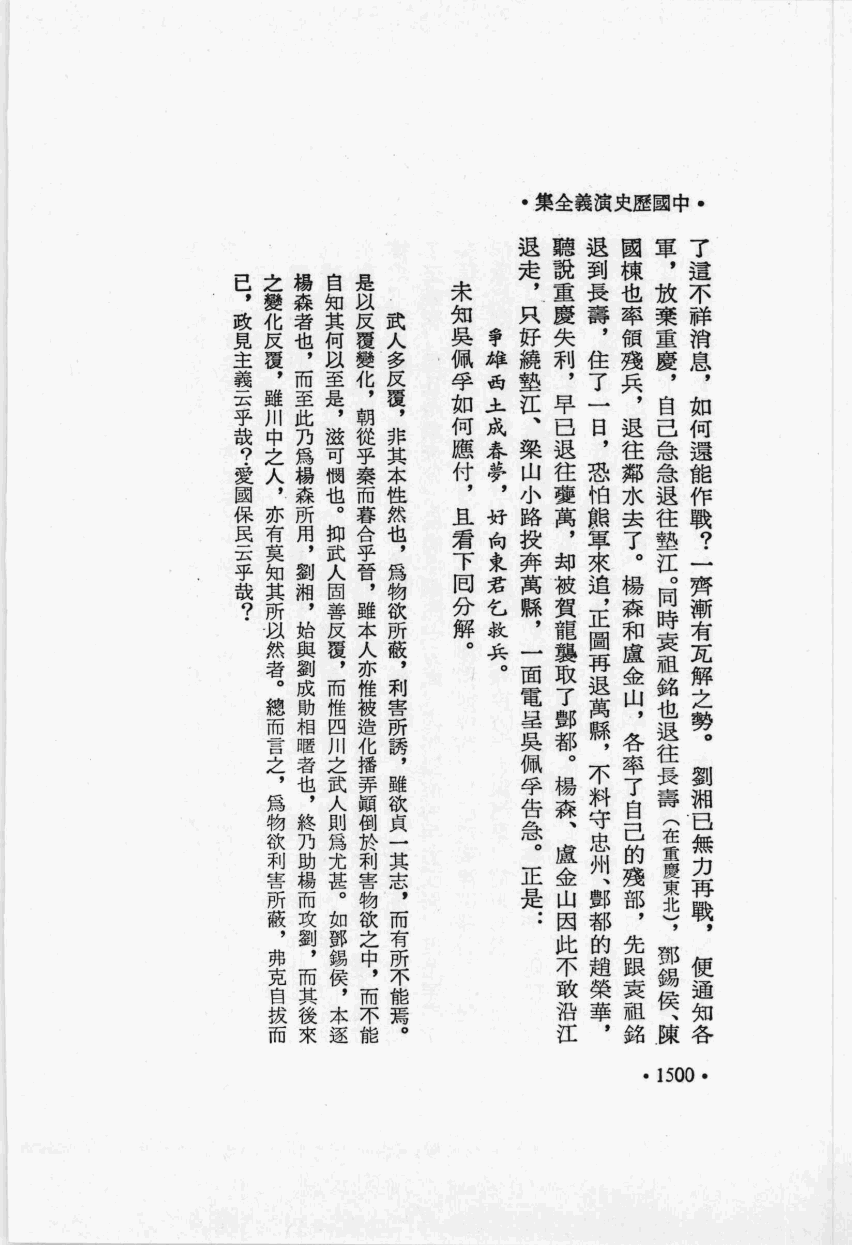 •中國歷史演義全集•
了這不祥消息，如何還能作戰？一齊漸有瓦解之勢。劉湘已無力再戰，便通知各
軍，放棄重慶，自己急急退往墊江。同時袁祖銘也退往長壽（在重慶東北），鄧錫侯、陳
國棟也率領殘兵，退往鄰水去了。楊森和盧金山，各率了自己的殘部，先跟袁祖銘
退到長壽，住了一日，恐怕熊軍來追，正圖再退萬縣，不料守忠州、酆都的趙榮華，
聽說重慶失利，早已退往夔萬，却被賀龍襲取了酆都。楊森、盧金山因此不敢沿江
退走，只好繞墊江、梁山小路投奔萬縣，一面電呈吳佩孚告急。正是：
爭雄西土成春夢，好向東君乞救兵。
未知吳佩孚如何應付，且看下回分解。
武人多反覆，非其本性然也，爲物欲所蔽，利害所誘，雖欲貞一其志，而有所不能焉。
是以反覆變化，朝從乎秦而暮合乎晉，雖本人亦惟被造化播弄顚倒於利害物欲之中，而不能
自知其何以至是，滋可憫也。抑武人固善反覆，而惟四川之武人則爲尤甚。如鄧錫侯，本逐
楊森者也，而至此乃爲楊森所用，劉湘，始與劉成勛相暱者也，終乃助楊而攻劉，而其後來
之變化反覆，雖川中之人，亦有莫知其所以然者。總而言之，爲物欲利害所蔽，弗克自拔而
已，政見主義云乎哉？愛國保民云乎哉？
•1500•